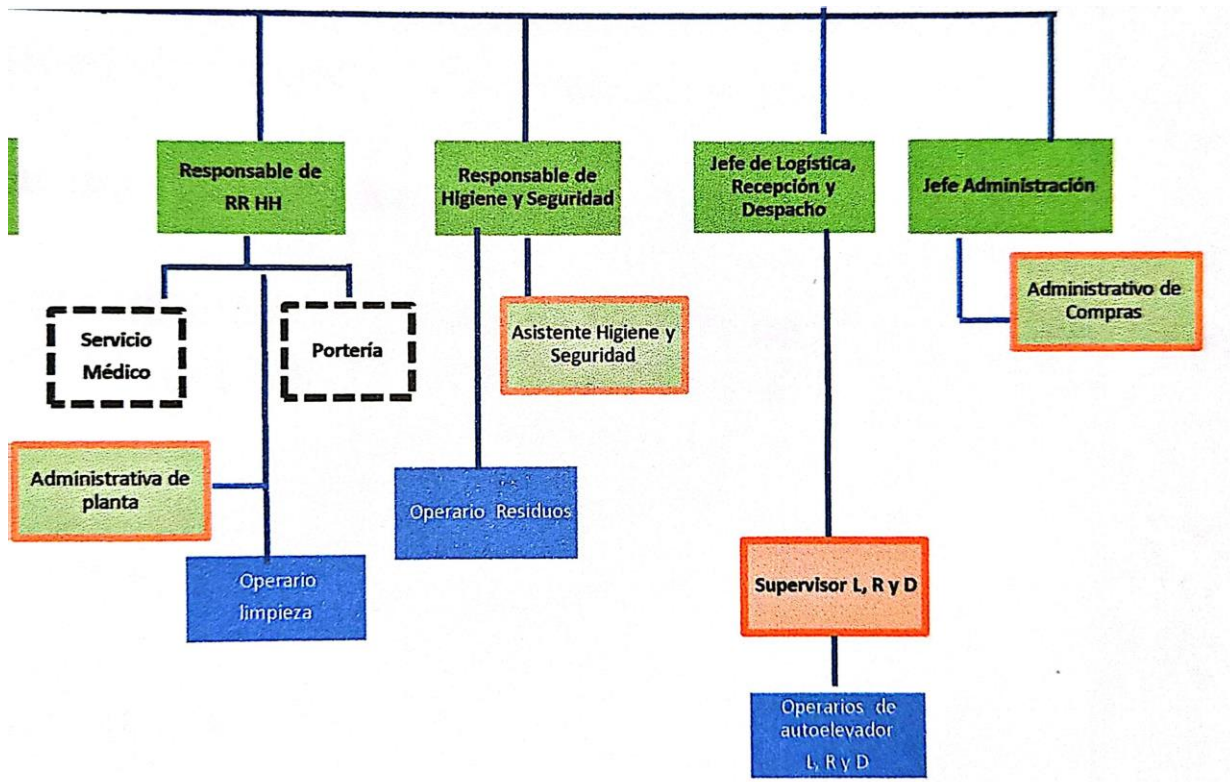 Responsable de
RR HH
Responsable de
Higiene y Seguridad
Jefe de Logística,
Recepción y
Despacho
Jefe Administración
Servicio
Médico
Portería
Asistente Higiene y
Seguridad
Administrativo de
Compras
Administrativa de
planta
Operario Residuos
Operario
limpieza
Supervisor L, R y D
Operarios de
autoelevador
L, R y D